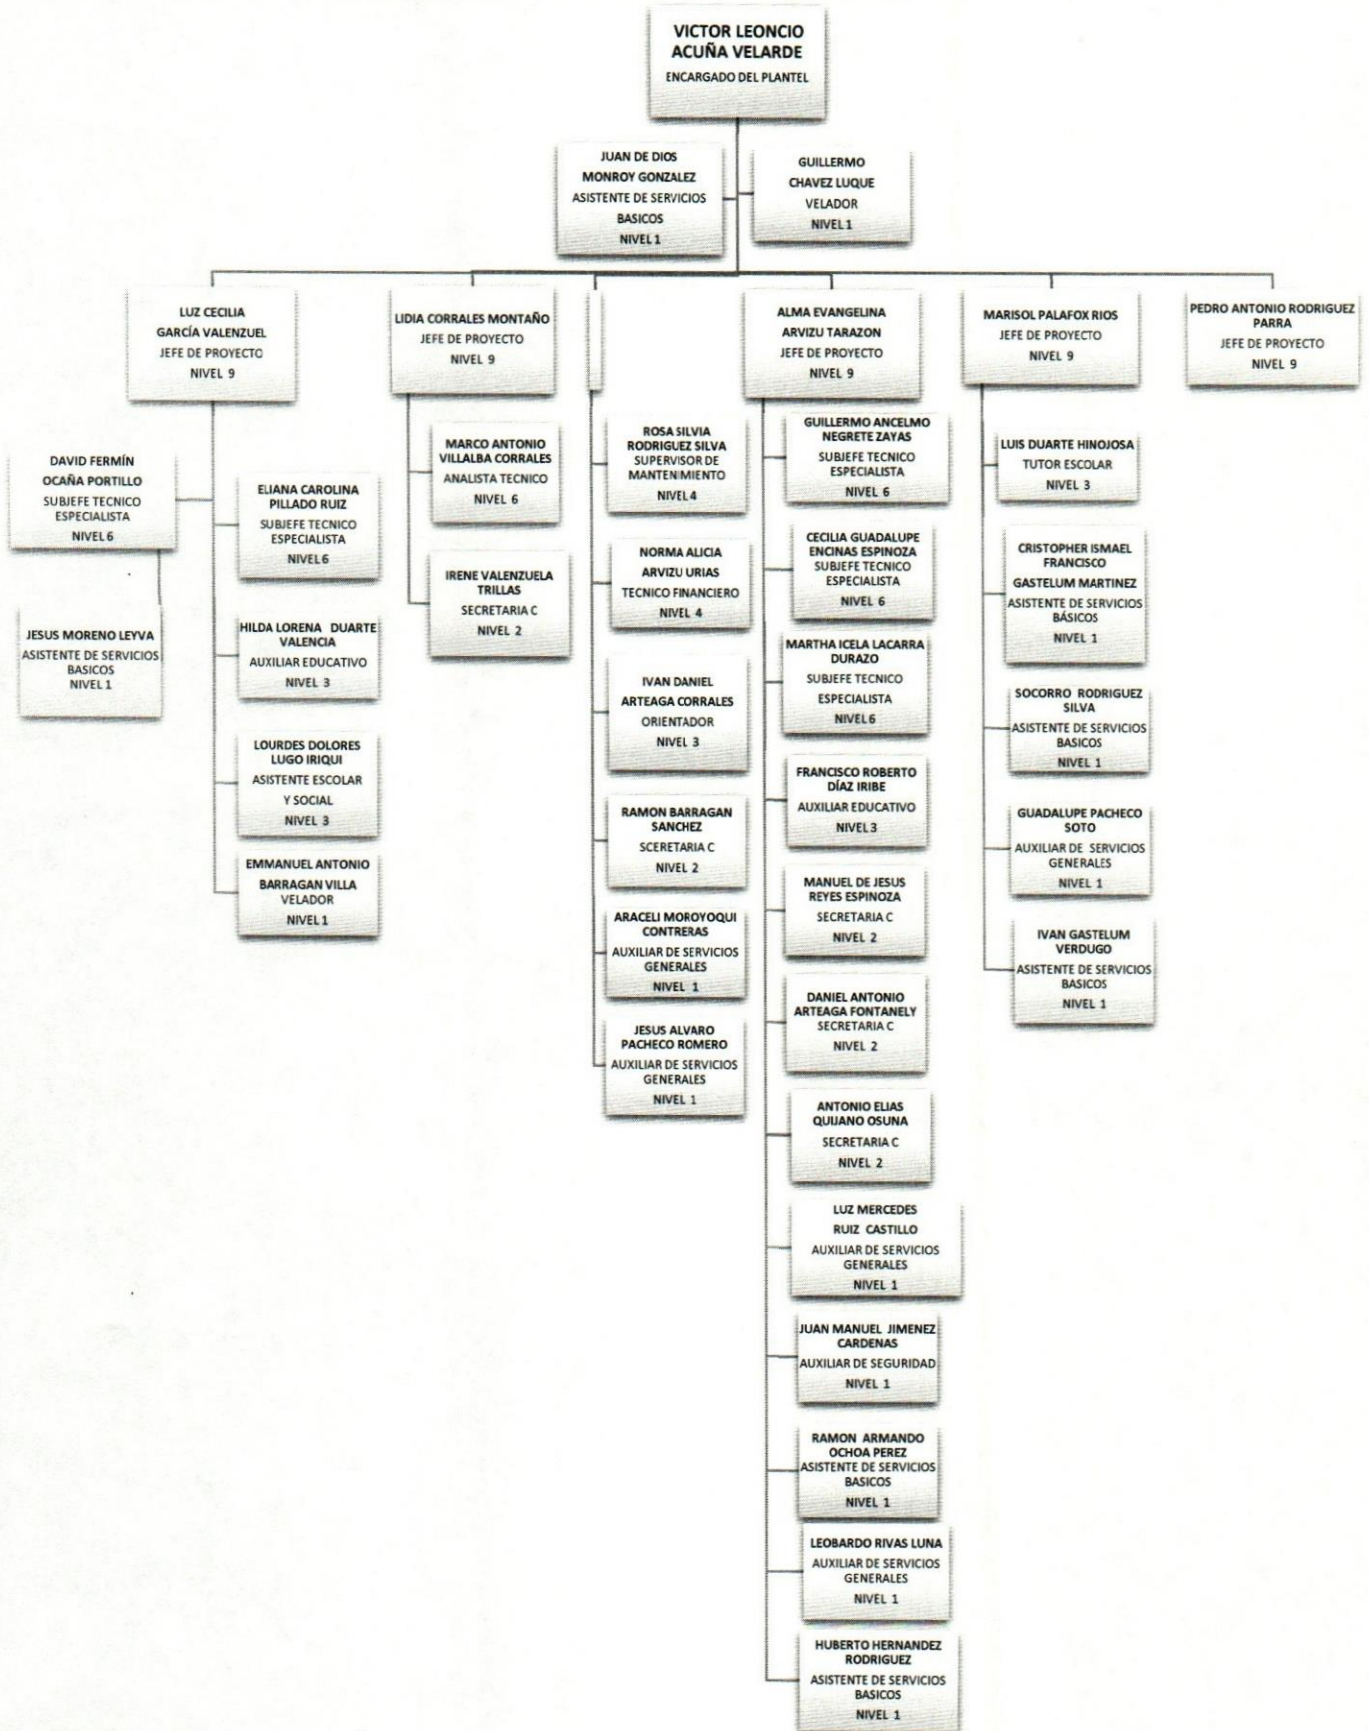 VICTOR LEONCIO
ACUÑA VELARDE
ENCARGADO DEL PLANTEL
JUAN DE DIOS
MONROY GONZALEZ
ASISTENTE DE SERVICIOS
BASICOS
NIVEL 1
GUILLERMO
CHAVEZ LUQUE
VELADOR
NIVEL 1
LUZ CECILIA
GARCÍA VALENZUEL
JEFE DE PROYECTO
NIVEL 9
DAVID FERMÍN
OCAÑA PORTILLO
SUBJEFE TECNICO
ESPECIALISTA
NIVEL 6
JESUS MORENO LEYVA
ASISTENTE DE SERVICIOS
BASICOS
NIVEL 1
ELIANA CAROLINA
PILLADO RUIZ
SUBJEFE TECNICO
ESPECIALISTA
NIVEL 6
HILDA LORENA DUARTE
VALENCIA
AUXILIAR EDUCATIVO
NIVEL 3
LOURDES DOLORES
LUGO IRIQUI
ASISTENTE ESCOLAR
Y SOCIAL
NIVEL 3
EMMANUEL ANTONIO
BARRAGAN VILLA
VELADOR
NIVEL 1
LIDIA CORRALES MONTAÑO
JEFE DE PROYECTO
NIVEL 9
MARCO ANTONIO
VILLALBA CORRALES
ANALISTA TECNICO
NIVEL 6
IRENE VALENZUELA
TRILLAS
SECRETARIA C
NIVEL 2
ROSA SILVIA
RODRIGUEZ SILVA
SUPERVISOR DE
MANTENIMIENTO
NIVEL 4
NORMA ALICIA
ARVIZU URIAS
TECNICO FINANCIERO
NIVEL 4
IVAN DANIEL
ARTEAGA CORRALES
ORIENTADOR
NIVEL 3
RAMON BARRAGAN
SANCHEZ
SCERETARIA C
NIVEL 2
ARACELI MOROYOQUI
CONTRERAS
AUXILIAR DE SERVICIOS
GENERALES
NIVEL 1
JESUS ALVARO
PACHECO ROMERO
AUXILIAR DE SERVICIOS
GENERALES
NIVEL 1
ALMA EVANGELINA
ARVIZU TARAZON
JEFE DE PROYECTO
NIVEL 9
GUILLERMO ANCELMO
NEGRETE ZAYAS
SUBJEFE TECNICO
ESPECIALISTA
NIVEL 6
CECILIA GUADALUPE
ENCINAS ESPINOZA
SUBJEFE TECNICO
ESPECIALISTA
NIVEL 6
MARTHA ICELA LACARRA
DURAZO
SUBJEFE TECNICO
ESPECIALISTA
NIVEL 6
FRANCISCO ROBERTO
DÍAZ IRIBE
AUXILIAR EDUCATIVO
NIVEL 3
MANUEL DE JESUS
REYES ESPINOZA
SECRETARIA C
NIVEL 2
DANIEL ANTONIO
ARTEAGA FONTANELY
SECRETARIA C
NIVEL 2
ANTONIO ELIAS
QUIJANO OSUNA
SECRETARIA C
NIVEL 2
LUZ MERCEDES
RUIZ CASTILLO
AUXILIAR DE SERVICIOS
GENERALES
NIVEL 1
JUAN MANUEL JIMENEZ
CARDENAS
AUXILIAR DE SEGURIDAD
NIVEL 1
RAMON ARMANDO
OCHOA PEREZ
ASISTENTE DE SERVICIOS
BASICOS
NIVEL 1
LEOBARDO RIVAS LUNA
AUXILIAR DE SERVICIOS
GENERALES
NIVEL 1
HUBERTO HERNANDEZ
RODRIGUEZ
ASISTENTE DE SERVICIOS
BASICOS
NIVEL 1
MARISOL PALAFOX RIOS
JEFE DE PROYECTO
NIVEL 9
LUIS DUARTE HINOJOSA
TUTOR ESCOLAR
NIVEL 3
CRISTOPHER ISMAEL
FRANCISCO
GASTELUM MARTINEZ
ASISTENTE DE SERVICIOS
BÁSICOS
NIVEL 1
SOCORRO RODRIGUEZ
SILVA
ASISTENTE DE SERVICIOS
BASICOS
NIVEL 1
GUADALUPE PACHECO
SOTO
AUXILIAR DE SERVICIOS
GENERALES
NIVEL 1
IVAN GASTELUM
VERDUGO
ASISTENTE DE SERVICIOS
BASICOS
NIVEL 1
PEDRO ANTONIO RODRIGUEZ
PARRA
JEFE DE PROYECTO
NIVEL 9